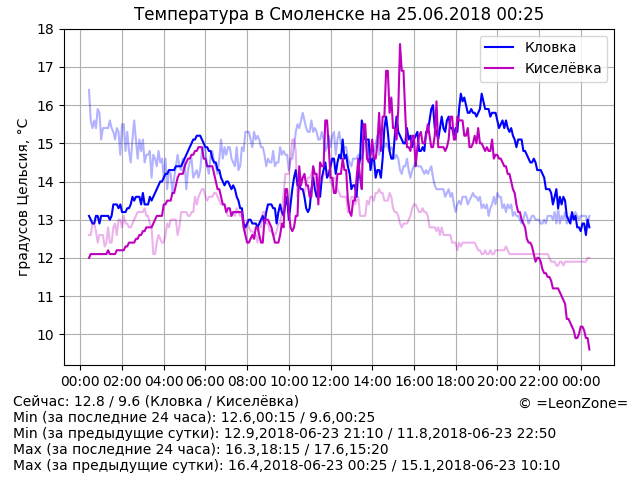 Температура в Смоленске на 25.06.2018 00:25
Кловка
Киселёвка
градусов Цельсия, °C
18
17
16
15
14
13
12
11
10
00:00 02:00 04:00 06:00 08:00 10:00 12:00 14:00 16:00 18:00 20:00 22:00 00:00
Сейчас: 12.8 / 9.6 (Кловка / Киселёвка)
© =LeonZone=
Min (за последние 24 часа): 12.6,00:15 / 9.6,00:25
Min (за предыдущие сутки): 12.9,2018-06-23 21:10 / 11.8,2018-06-23 22:50
Max (за последние 24 часа): 16.3,18:15 / 17.6,15:20
Max (за предыдущие сутки): 16.4,2018-06-23 00:25 / 15.1,2018-06-23 10:10